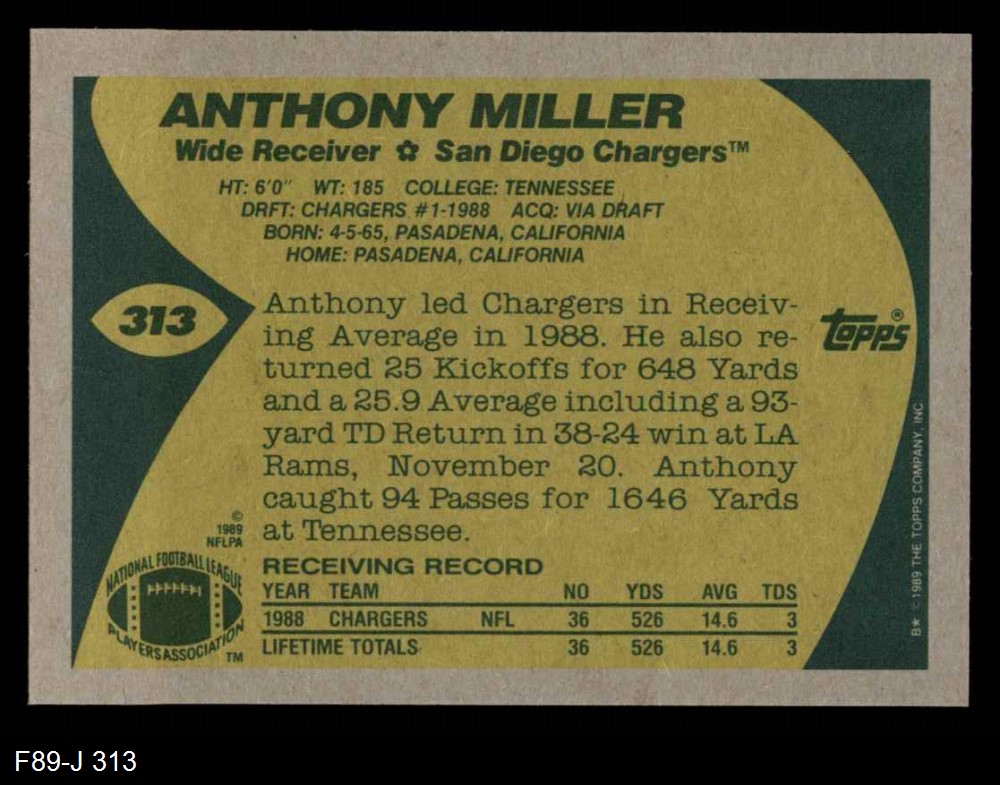 ANTHONY MILLER
Wide Receiver ✿ San Diego Chargers™
HT: 6'0" WT: 185 COLLEGE: TENNESSEE
DRFT: CHARGERS #1-1988 ACQ: VIA DRAFT
BORN: 4-5-65, PASADENA, CALIFORNIA
HOME: PASADENA, CALIFORNIA
313
Anthony led Chargers in Receiv-
ing Average in 1988. He also re-
turned 25 Kickoffs for 648 Yards
and a 25.9 Average including a 93-
yard TD Return in 38-24 win at LA
Rams, November 20. Anthony
caught 94 Passes for 1646 Yards
at Tennessee.
topps®
©
1989
NFLPA
NATIONAL FOOTBALL LEAGUE
PLAYERS ASSOCIATION
TM
RECEIVING RECORD
YEAR TEAM NO YDS AVG TDS
1988 CHARGERS NFL 36 526 14.6 3
LIFETIME TOTALS 36 526 14.6 3
B* © 1989 THE TOPPS COMPANY, INC.
F89-J 313